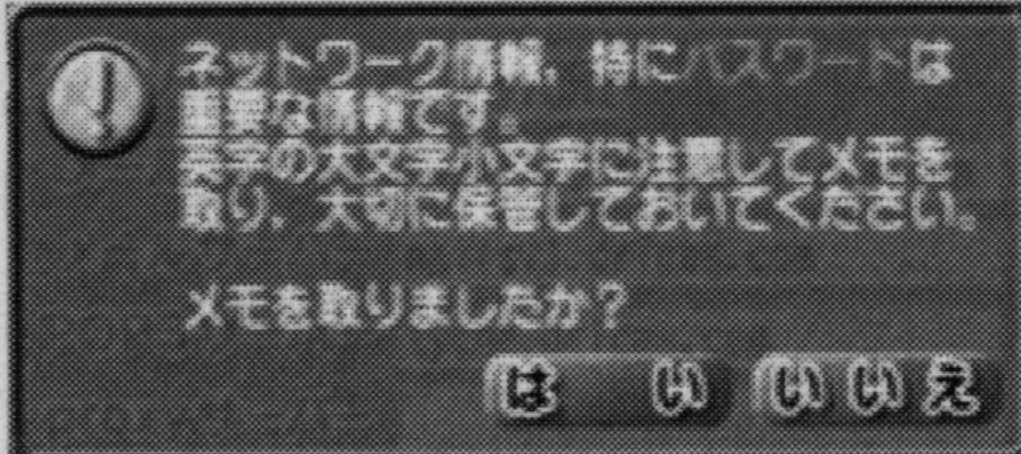 ネットワーク情報，特にパスワードは
重要な情報です。
英字の大文字小文字に注意してメモを
取り，大切に保管しておいてください。
メモを取りましたか？
はい　いいえ